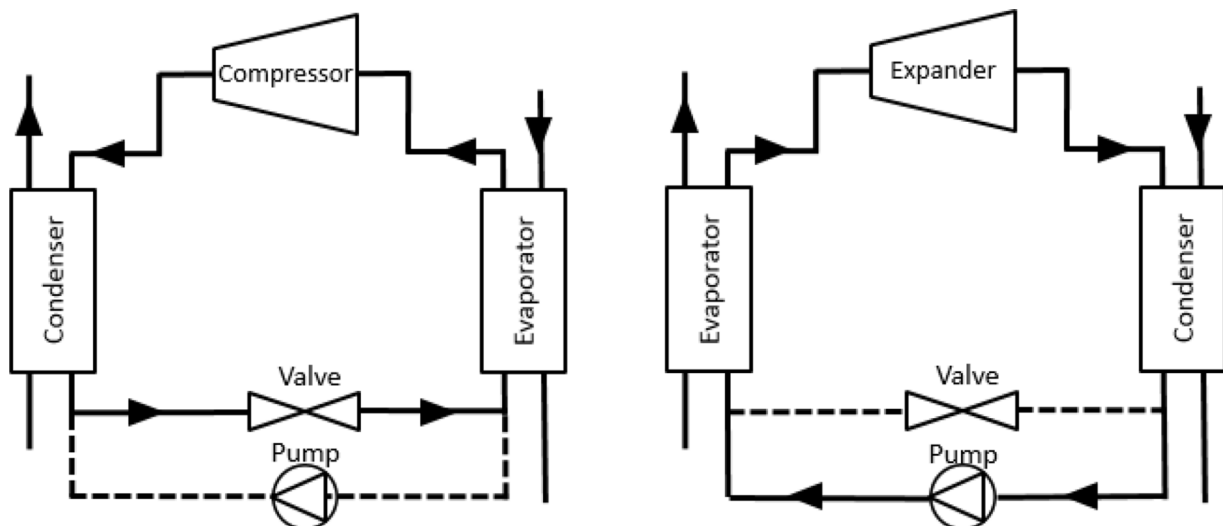 Compressor
Condenser
Evaporator
Valve
Pump
Expander
Evaporator
Condenser
Valve
Pump